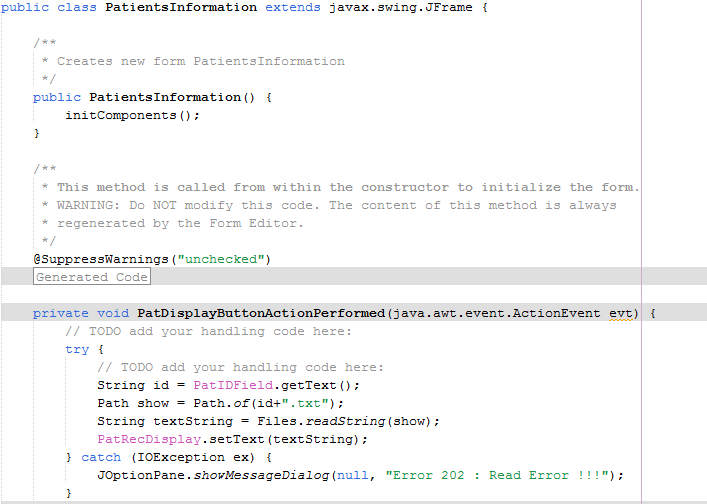 public class PatientsInformation extends javax.swing.JFrame {
/**
* Creates new form PatientsInformation
*/
public PatientsInformation() {
initComponents();
}
/**
* This method is called from within the constructor to initialize the form.
* WARNING: Do NOT modify this code. The content of this method is always
* regenerated by the Form Editor.
*/
@SuppressWarnings("unchecked")
Generated Code
private void PatDisplayButtonActionPerformed(java.awt.event.ActionEvent evt) {
// TODO add your handling code here:
try {
// TODO add your handling code here:
String id = PatIDField.getText();
Path show = Path.of(id+".txt");
String textString = Files.readString(show);
PatRecDisplay.setText(textString);
} catch (IOException ex) {
JOptionPane.showMessageDialog(null, "Error 202 : Read Error !!!");
}